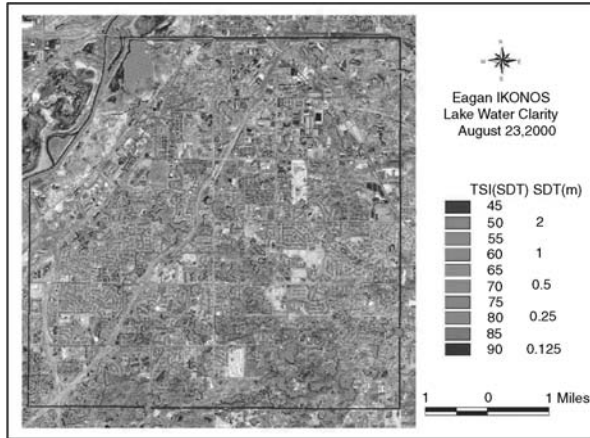 Eagan IKONOS
Lake Water Clarity
August 23,2000
TSI(SDT) SDT(m)
45
50 2
55
60 1
65
70 0.5
75
80 0.25
85
90 0.125
1 0 1 Miles